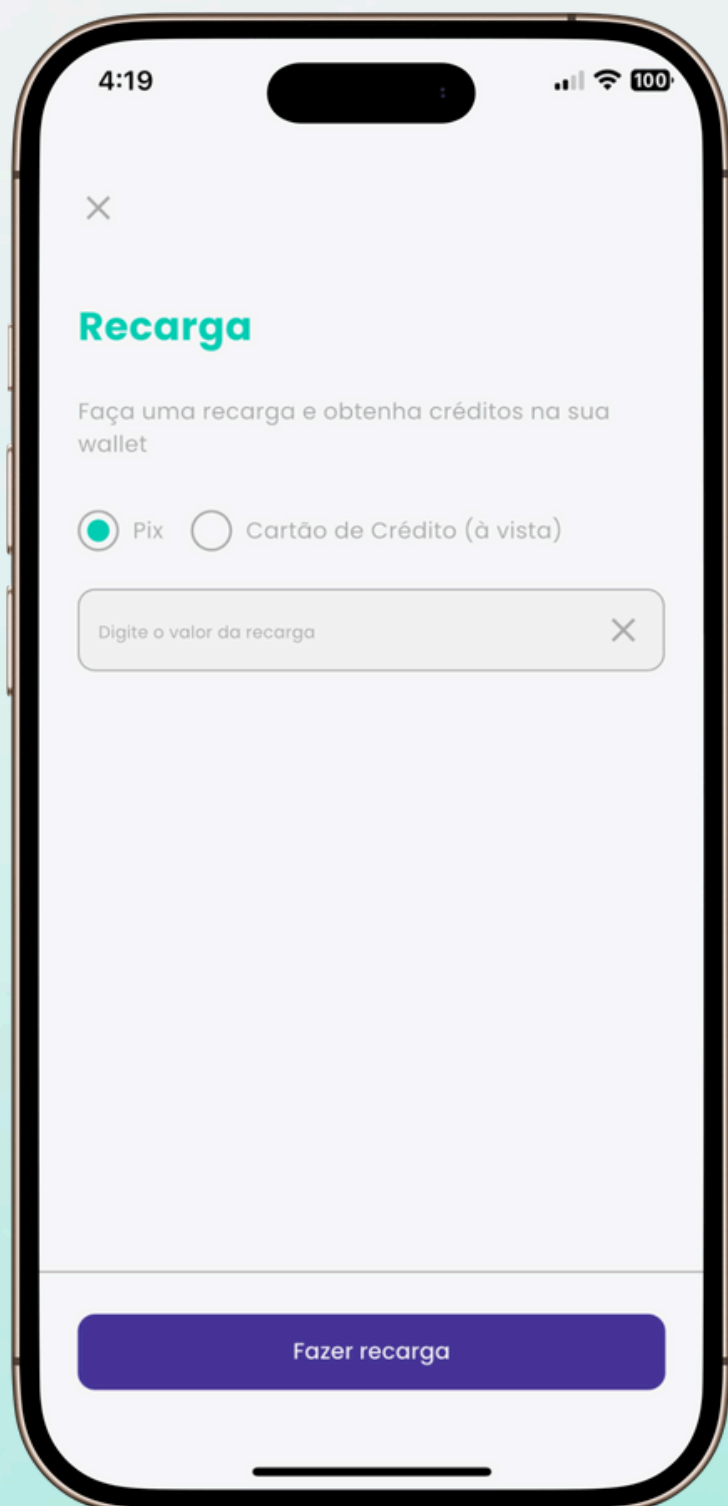 4:19
100
Recarga
Faça uma recarga e obtenha créditos na sua
wallet
Pix
Cartão de Crédito (à vista)
Digite o valor da recarga
Fazer recarga